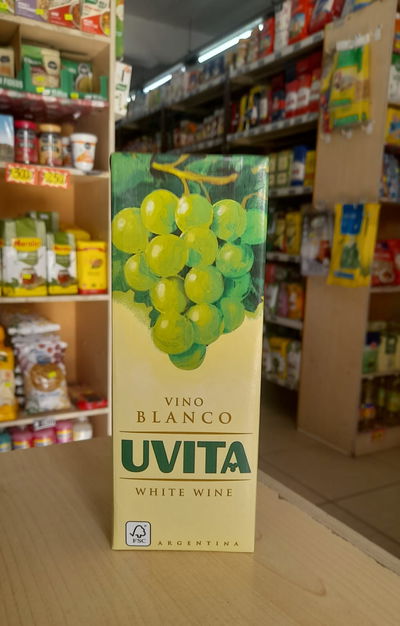 VINO
BLANCO
UVITA
WHITE WINE
FSC
ARGENTINA